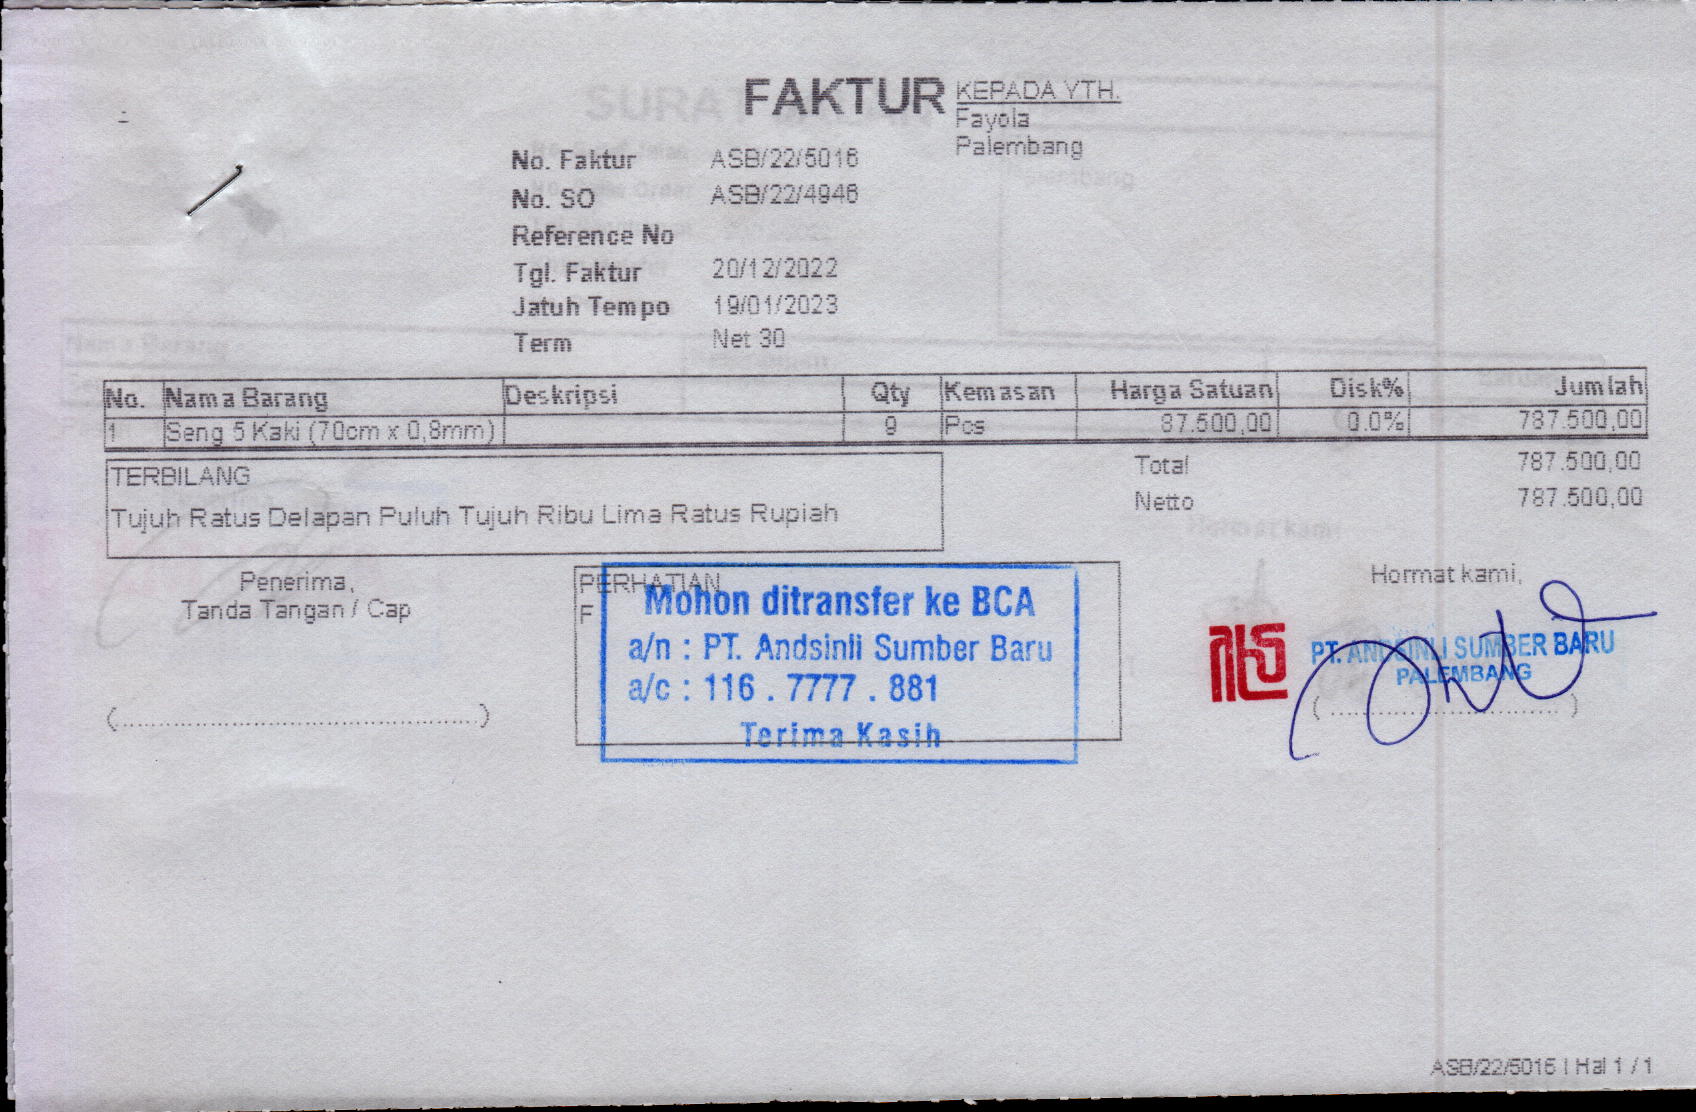 FAKTUR
KEPADA YTH.
Fayola
Palembang
No. Faktur ASB/22/5016
No. SO ASB/22/4946
Reference No
Tgl. Faktur 20/12/2022
Jatuh Tempo 19/01/2023
Term Net 30
No. Nama Barang Deskripsi Qty Kemasan Harga Satuan Disk% Jumlah
1 Seng 5 Kaki (70cm x 0,8mm) 9 Pcs 87.500,00 0.0% 787.500,00
TERBILANG
Tujuh Ratus Delapan Puluh Tujuh Ribu Lima Ratus Rupiah
Total 787.500,00
Netto 787.500,00
Penerima,
Tanda Tangan / Cap
(..........................................)
PERHATIAN
F
Mohon ditransfer ke BCA
a/n : PT. Andsinli Sumber Baru
a/c : 116 . 7777 . 881
Terima Kasih
Hormat kami,
PT. ANDSINLI SUMBER BARU
PALEMBANG
(..........................................)
ASB/22/5016 | Hal 1 / 1